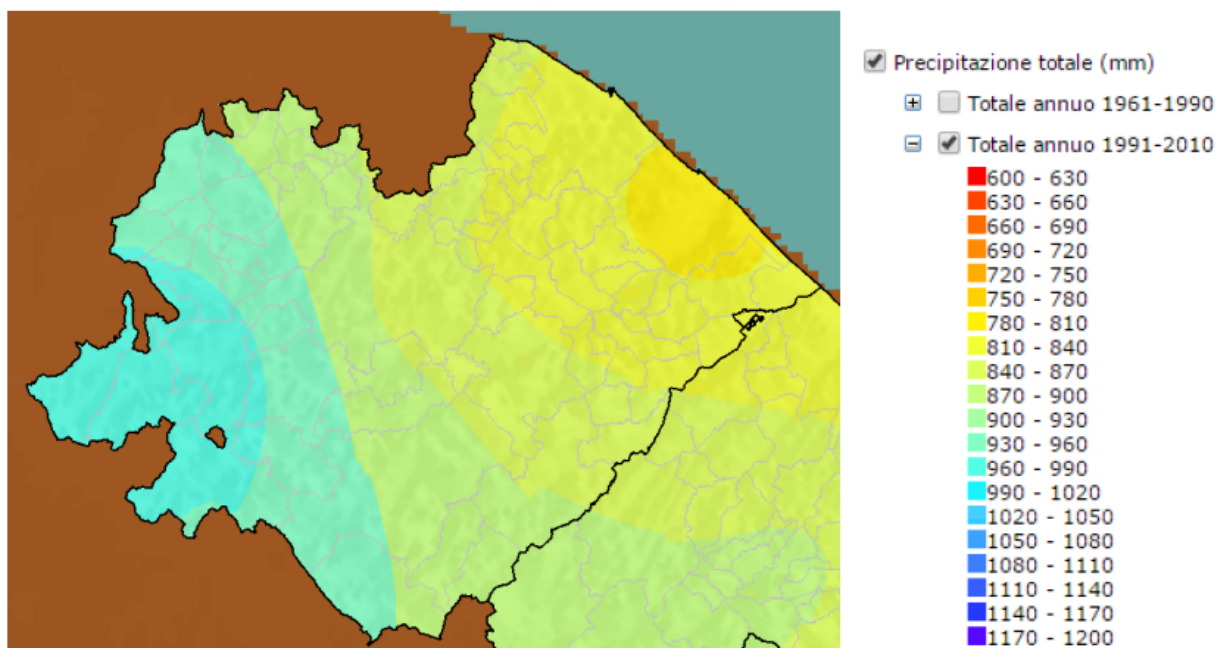 Precipitazione totale (mm)
Totale annuo 1961-1990
Totale annuo 1991-2010
600 - 630
630 - 660
660 - 690
690 - 720
720 - 750
750 - 780
780 - 810
810 - 840
840 - 870
870 - 900
900 - 930
930 - 960
960 - 990
990 - 1020
1020 - 1050
1050 - 1080
1080 - 1110
1110 - 1140
1140 - 1170
1170 - 1200